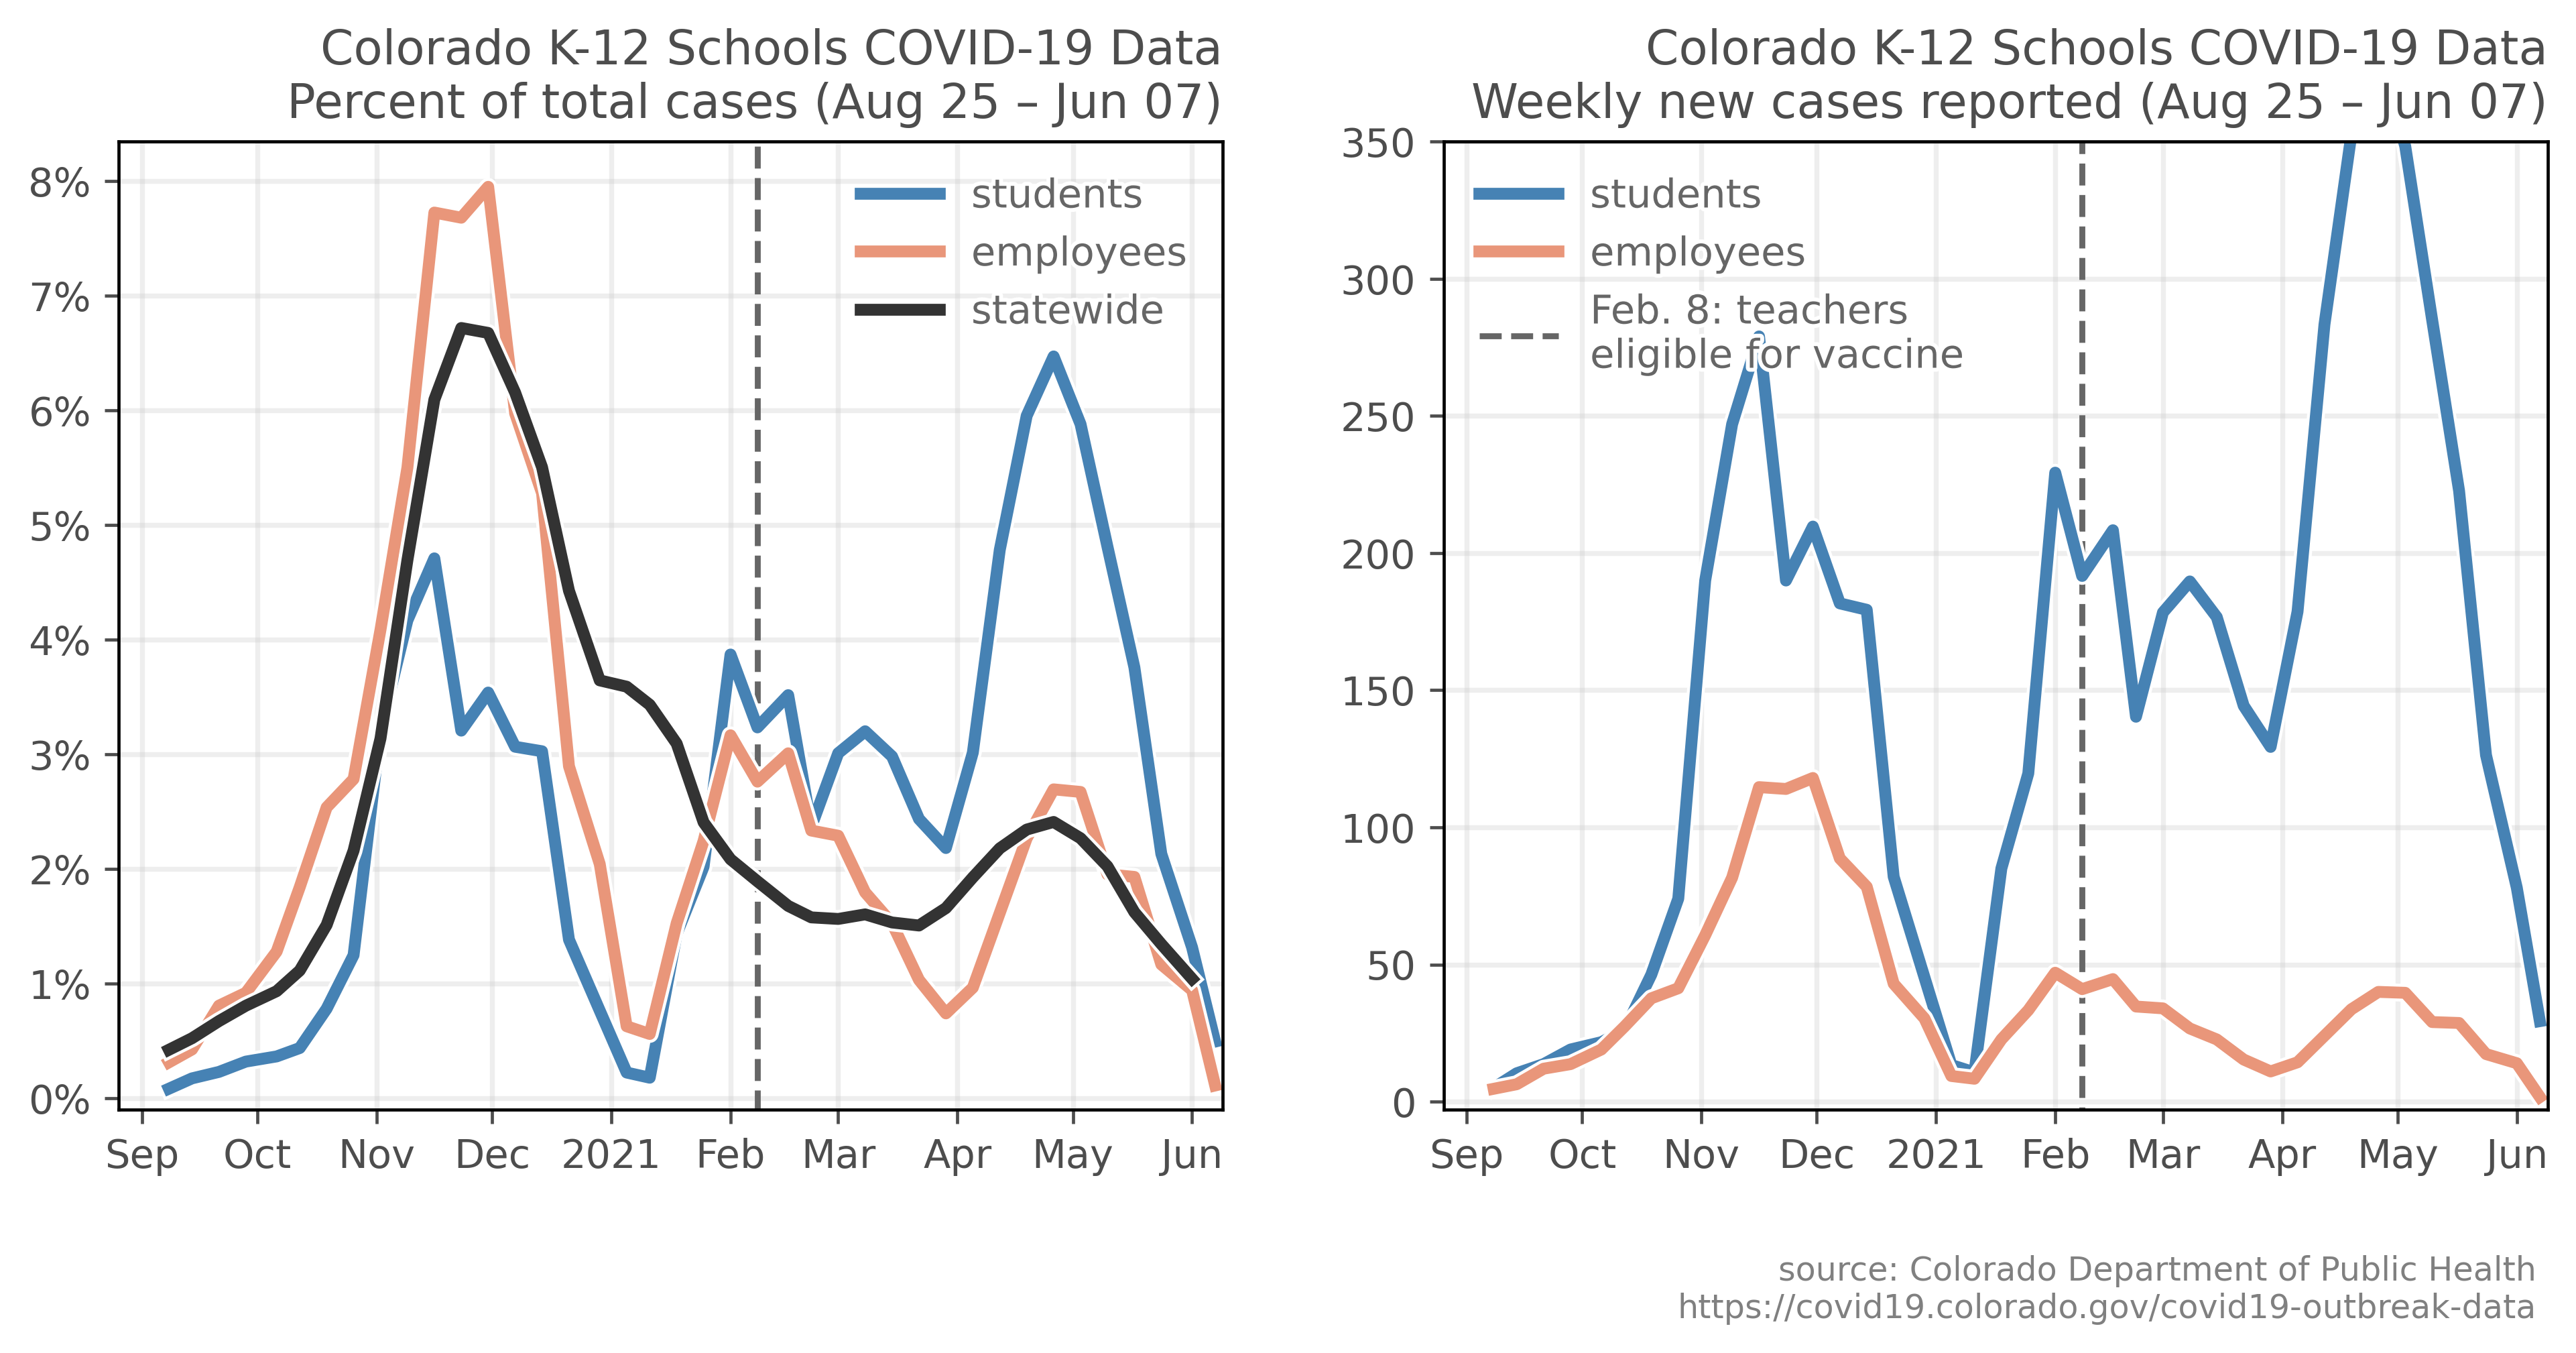 Colorado K-12 Schools COVID-19 Data
Percent of total cases (Aug 25 – Jun 07)
8%
7%
6%
5%
4%
3%
2%
1%
0%
students
employees
statewide
Sep Oct Nov Dec 2021 Feb Mar Apr May Jun
Colorado K-12 Schools COVID-19 Data
Weekly new cases reported (Aug 25 – Jun 07)
350
300
250
200
150
100
50
0
students
employees
Feb. 8: teachers
eligible for vaccine
Sep Oct Nov Dec 2021 Feb Mar Apr May Jun
source: Colorado Department of Public Health
https://covid19.colorado.gov/covid19-outbreak-data